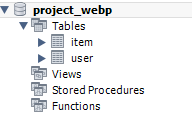 project_webp
Tables
item
user
Views
Stored Procedures
Functions